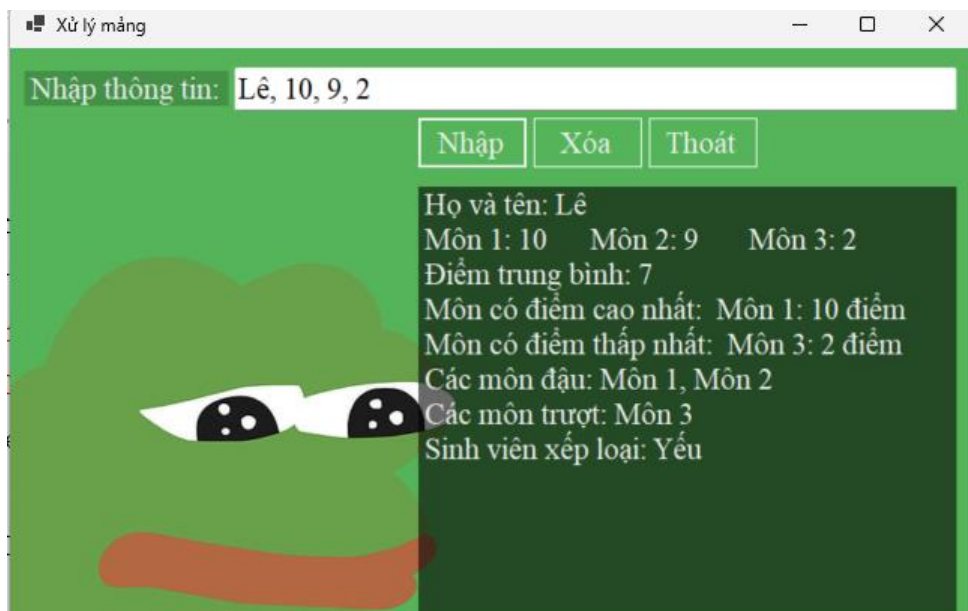 Xử lý mảng
Nhập thông tin: Lê, 10, 9, 2
Nhập Xóa Thoát
Họ và tên: Lê
Môn 1: 10 Môn 2: 9 Môn 3: 2
Điểm trung bình: 7
Môn có điểm cao nhất: Môn 1: 10 điểm
Môn có điểm thấp nhất: Môn 3: 2 điểm
Các môn đậu: Môn 1, Môn 2
Các môn trượt: Môn 3
Sinh viên xếp loại: Yếu